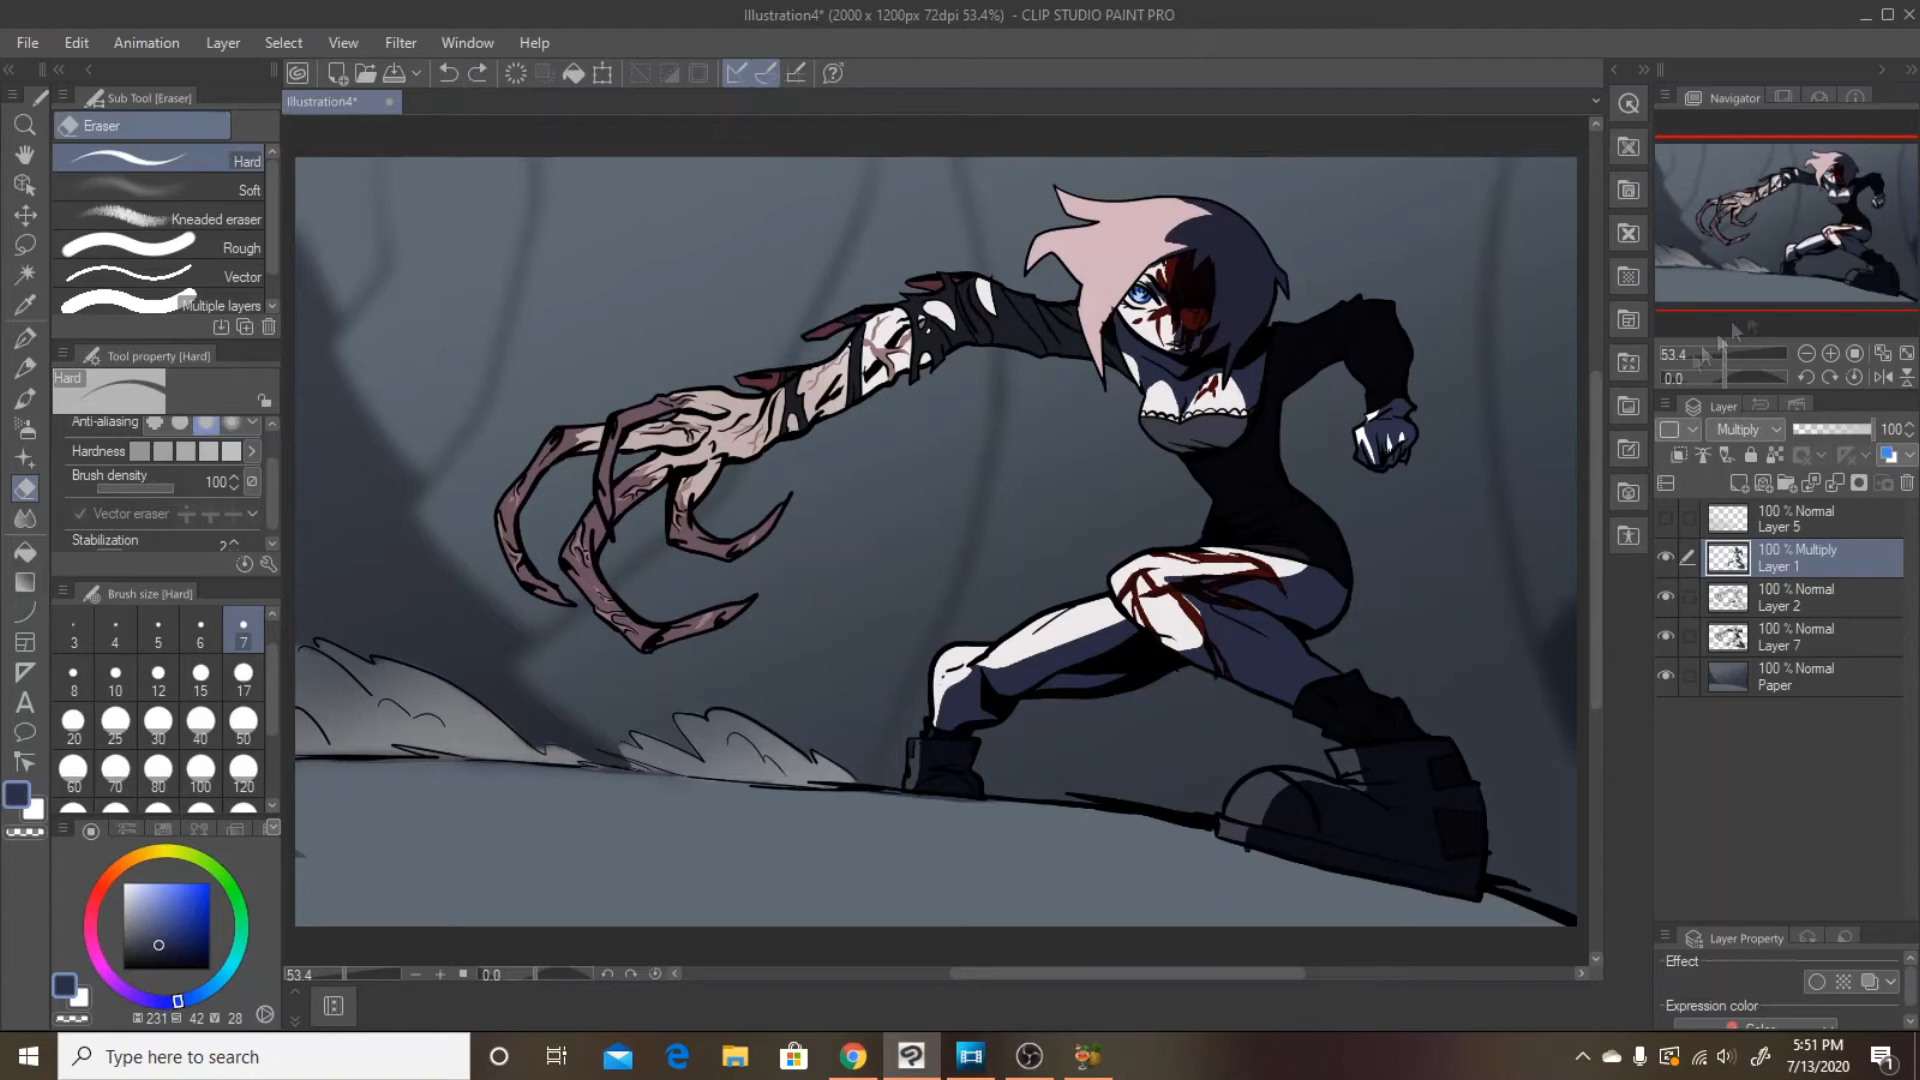 Illustration4* (2000 x 1200px 72dpi 53.4%) - CLIP STUDIO PAINT PRO
File Edit Animation Layer Select View Filter Window Help
Sub Tool [Eraser]
Illustration4*
Navigator
Eraser
Hard
Soft
Kneaded eraser
Rough
Vector
Multiple layers
Tool property [Hard]
Hard
Anti-aliasing
Hardness
Brush density 100
Vector eraser
Stabilization 2
Brush size [Hard]
3 4 5 6 7
8 10 12 15 17
20 25 30 40 50
60 70 80 100 120
231 42 V 28
53.4 0.0
53.4
0.0
Layer
Multiply 100
100 % Normal
Layer 5
100 % Multiply
Layer 1
100 % Normal
Layer 2
100 % Normal
Layer 7
100 % Normal
Paper
Layer Property
Effect
Expression color
Type here to search
5:51 PM
7/13/2020
1